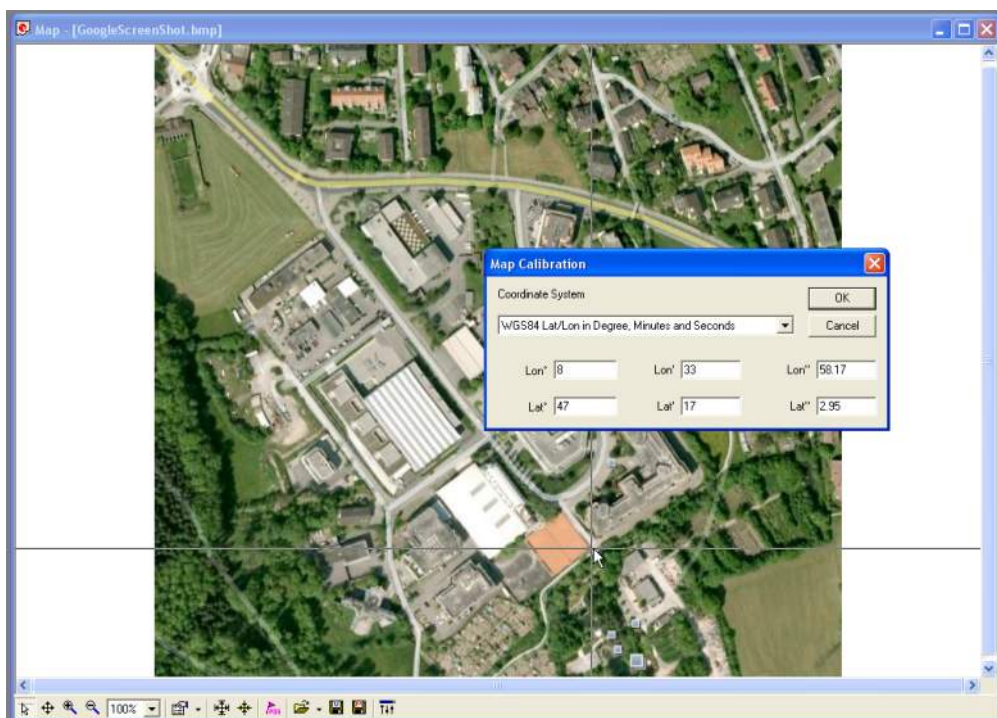 Map - [GoogleScreenShot.bmp]
Map Calibration
Coordinate System
OK
WGS84 Lat/Lon in Degree, Minutes and Seconds
Cancel
Lon° 8 Lon' 33 Lon'' 58.17
Lat° 47 Lat' 17 Lat'' 2.95
100%